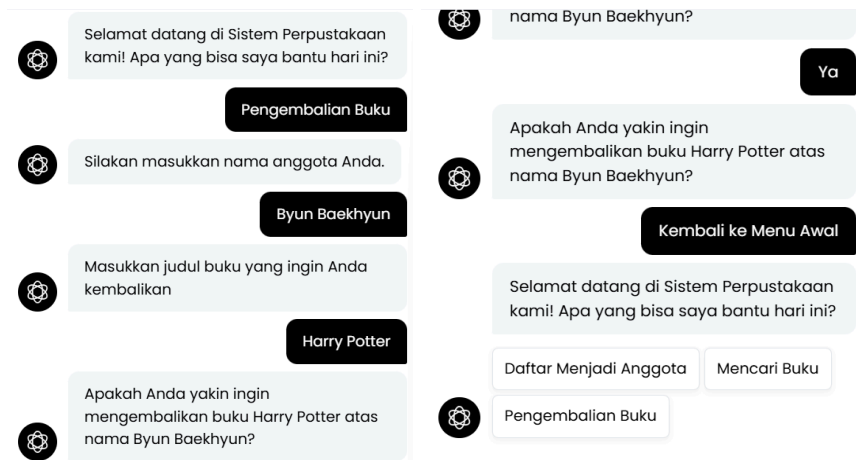 Selamat datang di Sistem Perpustakaan
kami! Apa yang bisa saya bantu hari ini?
Pengembalian Buku
Silakan masukkan nama anggota Anda.
Byun Baekhyun
Masukkan judul buku yang ingin Anda
kembalikan
Harry Potter
Apakah Anda yakin ingin
mengembalikan buku Harry Potter atas
nama Byun Baekhyun?
nama Byun Baekhyun?
Ya
Apakah Anda yakin ingin
mengembalikan buku Harry Potter atas
nama Byun Baekhyun?
Kembali ke Menu Awal
Selamat datang di Sistem Perpustakaan
kami! Apa yang bisa saya bantu hari ini?
Daftar Menjadi Anggota
Mencari Buku
Pengembalian Buku